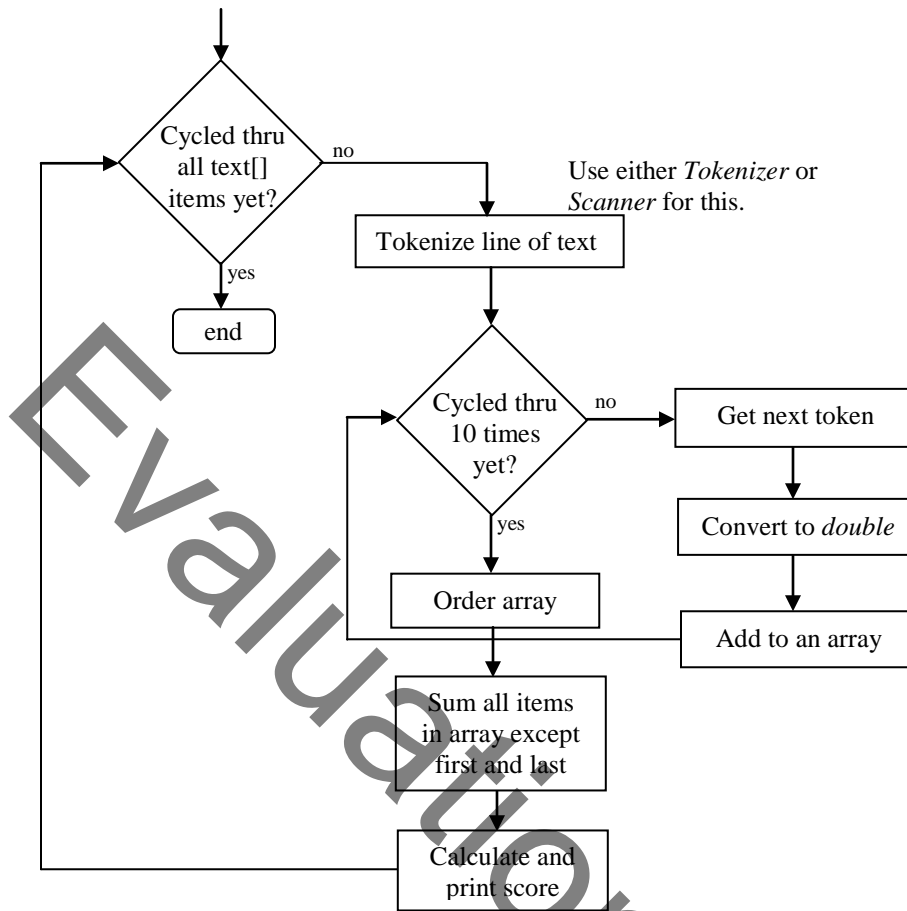 Cycled thru
all text[]
items yet?
no
Use either Tokenizer or
Scanner for this.
Tokenize line of text
yes
end
Cycled thru
10 times
yet?
no
Get next token
Convert to double
Add to an array
yes
Order array
Sum all items
in array except
first and last
Calculate and
print score
Evaluation